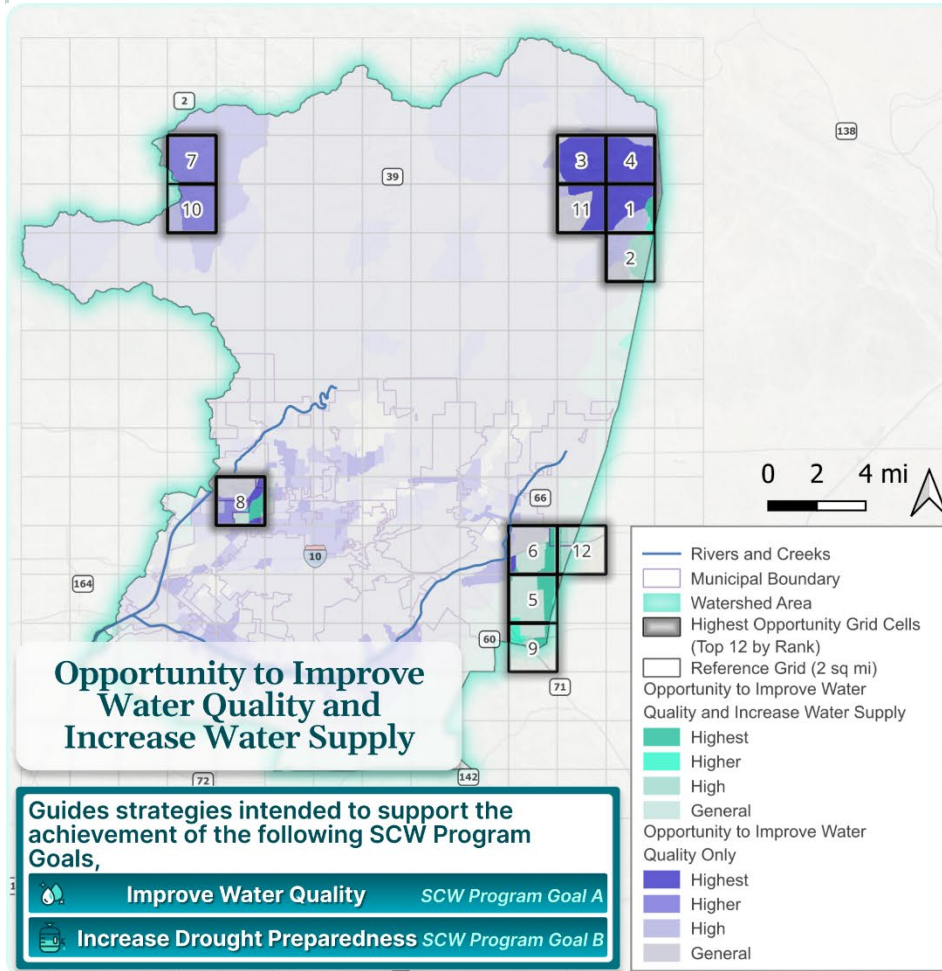 2
138
7
3
4
39
10
11
1
2
8
66
0 2 4 mi
10
6
12
164
5
60
9
71
Opportunity to Improve
Water Quality and
Increase Water Supply
72
142
Rivers and Creeks
Municipal Boundary
Watershed Area
Highest Opportunity Grid Cells
(Top 12 by Rank)
Reference Grid (2 sq mi)
Opportunity to Improve Water
Quality and Increase Water Supply
Highest
Higher
High
General
Opportunity to Improve Water
Quality Only
Highest
Higher
High
General
Guides strategies intended to support the
achievement of the following SCW Program
Goals,
Improve Water Quality SCW Program Goal A
Increase Drought Preparedness SCW Program Goal B